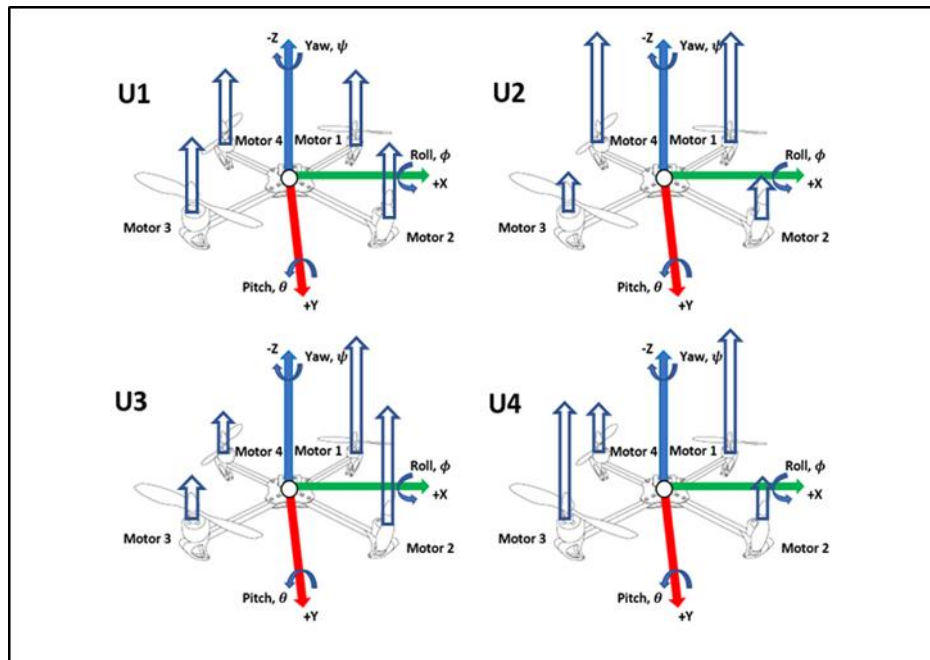 U1
-Z
Yaw, ψ
Motor 4
Motor 1
Roll, ϕ
+X
Motor 3
Motor 2
Pitch, θ
+Y
U2
-Z
Yaw, ψ
Motor 4
Motor 1
Roll, ϕ
+X
Motor 3
Motor 2
Pitch, θ
+Y
U3
-Z
Yaw, ψ
Motor 4
Motor 1
Roll, ϕ
+X
Motor 3
Motor 2
Pitch, θ
+Y
U4
-Z
Yaw, ψ
Motor 4
Motor 1
Roll, ϕ
+X
Motor 3
Motor 2
Pitch, θ
+Y